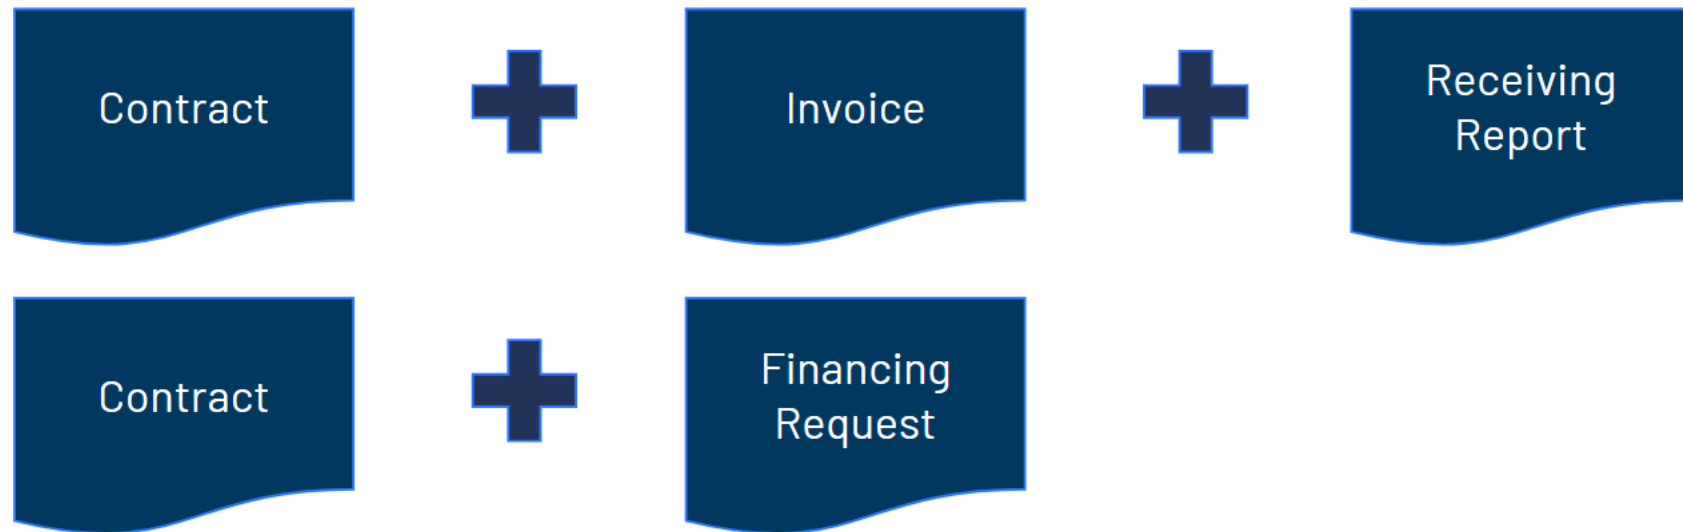 Contract
Invoice
Receiving
Report
Contract
Financing
Request